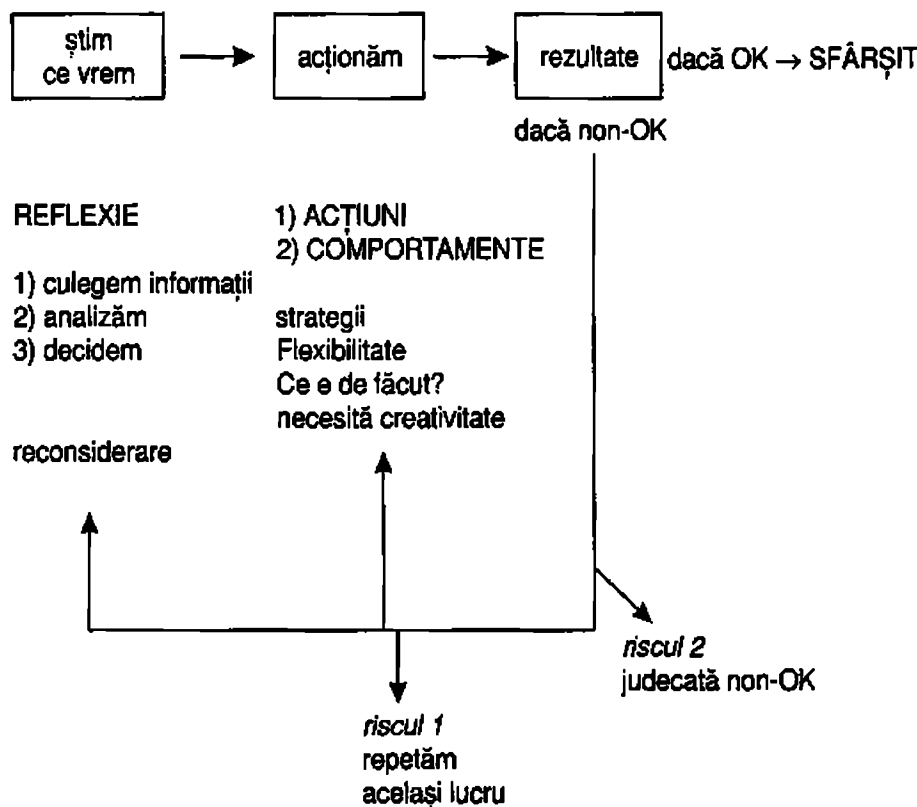 știm
ce vrem
acționăm
rezultate
dacă OK → SFÂRȘIT
dacă non-OK
REFLEXIE
1) culegem informații
2) analizăm
3) decidem
reconsiderare
1) ACȚIUNI
2) COMPORTAMENTE
strategii
Flexibilitate
Ce e de făcut?
necesită creativitate
riscul 2
judecată non-OK
riscul 1
repetăm
același lucru